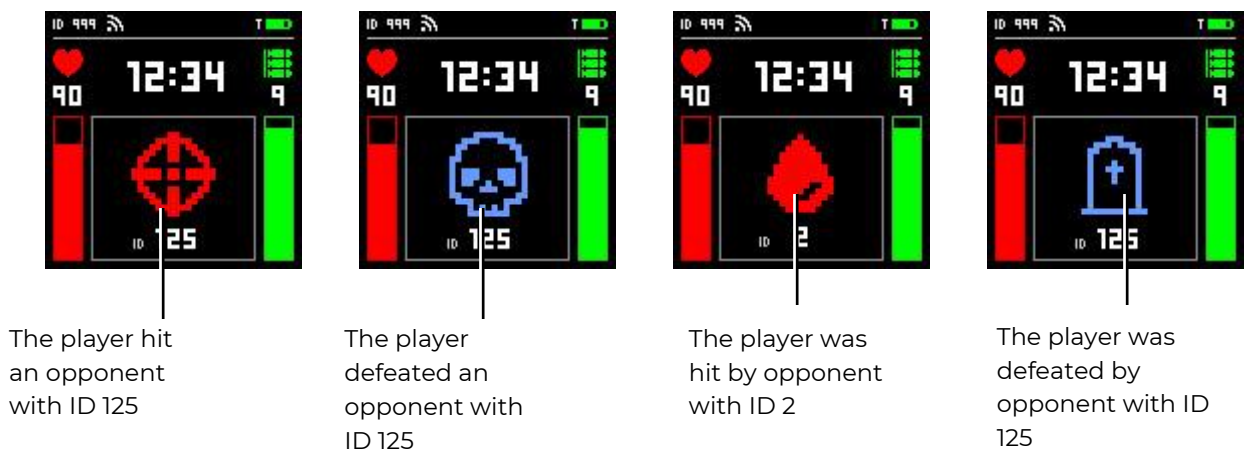 ID 999 T
12:34
90 9
ID 125
ID 999 T
12:34
90 9
ID 125
ID 999 T
12:34
90 9
ID 2
ID 999 T
12:34
90 9
ID 125
The player hit
an opponent
with ID 125
The player
defeated an
opponent with
ID 125
The player was
hit by opponent
with ID 2
The player was
defeated by
opponent with ID
125